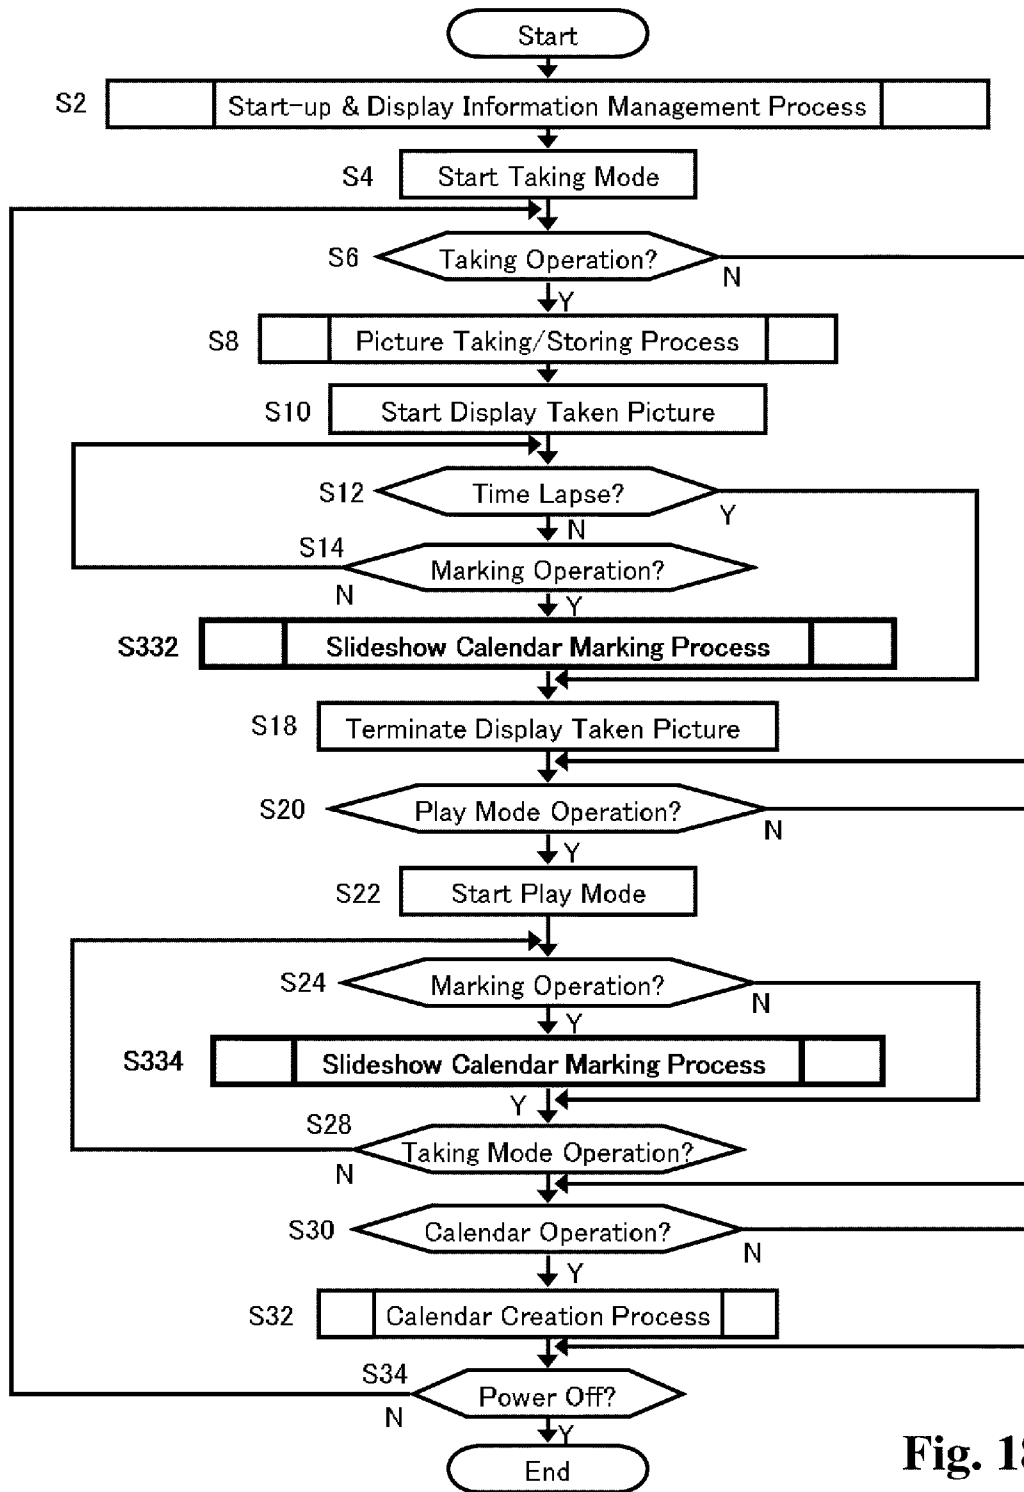 Start
S2 Start-up & Display Information Management Process
S4 Start Taking Mode
S6 Taking Operation?
N
Y
S8 Picture Taking/Storing Process
S10 Start Display Taken Picture
S12 Time Lapse?
Y
N
S14 Marking Operation?
N
Y
S332 Slideshow Calendar Marking Process
S18 Terminate Display Taken Picture
S20 Play Mode Operation?
N
Y
S22 Start Play Mode
S24 Marking Operation?
N
Y
S334 Slideshow Calendar Marking Process
Y
S28 Taking Mode Operation?
N
S30 Calendar Operation?
N
Y
S32 Calendar Creation Process
S34 Power Off?
N
Y
End
Fig. 18